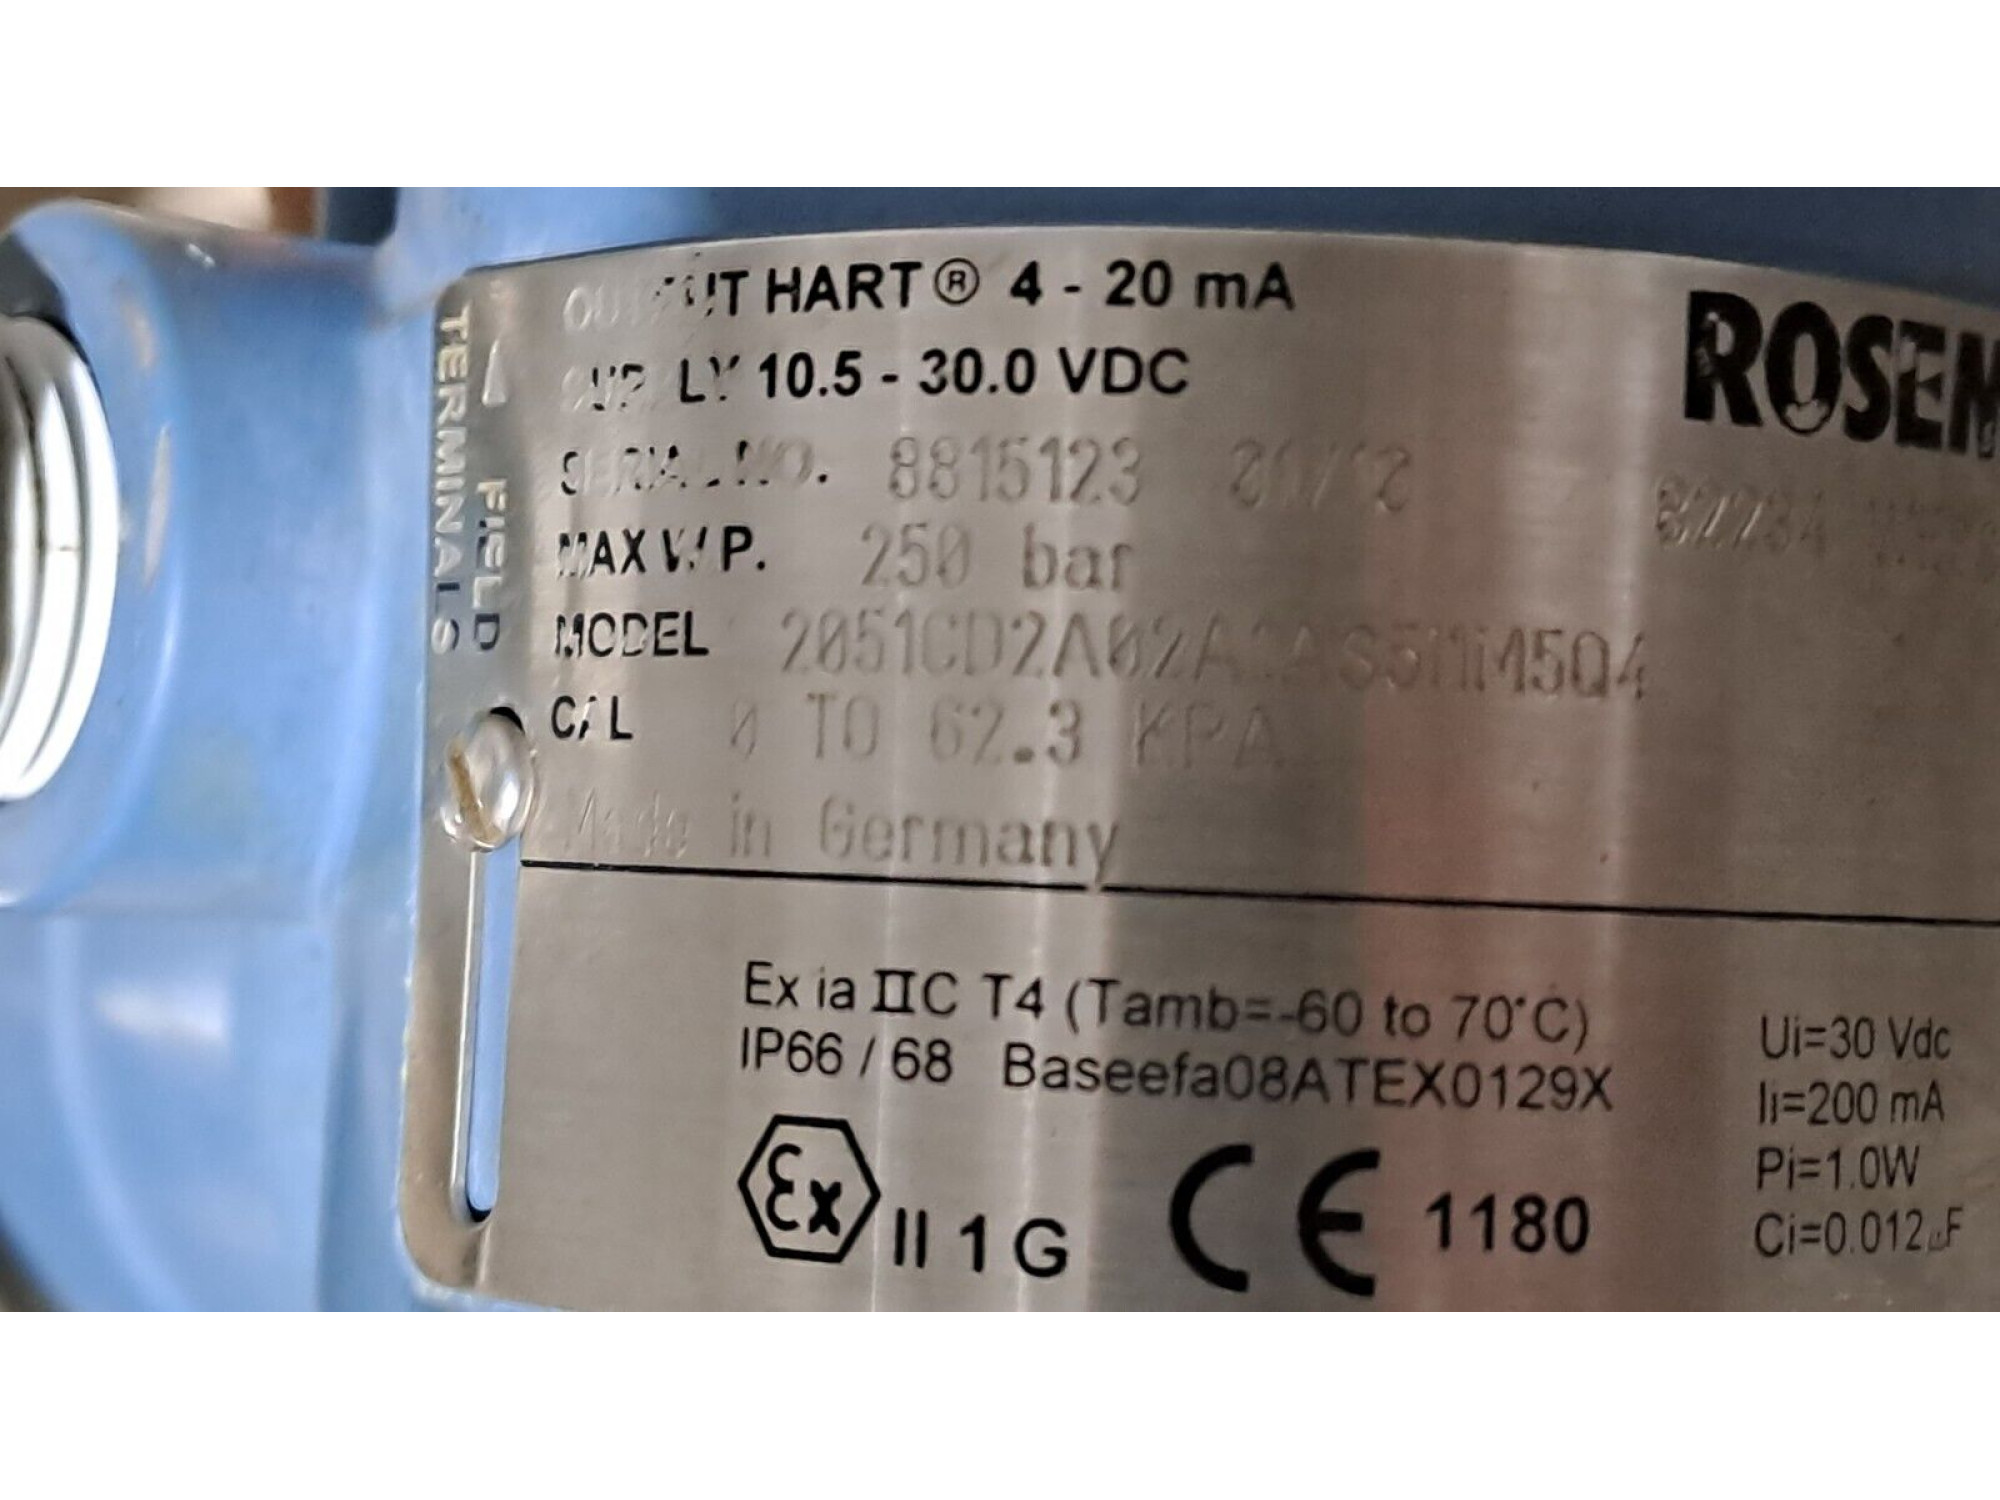 OUTPUT HART® 4 - 20 mA
SUPPLY 10.5 - 30.0 VDC
ROSEM
SERIAL NO. 8815123
MAX W.P. 250 bar
MODEL
CAL 0 TO 62.3 KPA
Made in Germany
FIELD
TERMINALS
Ex ia IIC T4 (Tamb=-60 to 70°C)
IP66 / 68 Baseefa08ATEX0129X
Ex II 1 G CE 1180
Ui=30 Vdc
Ii=200 mA
Pi=1.0W
Ci=0.012µF